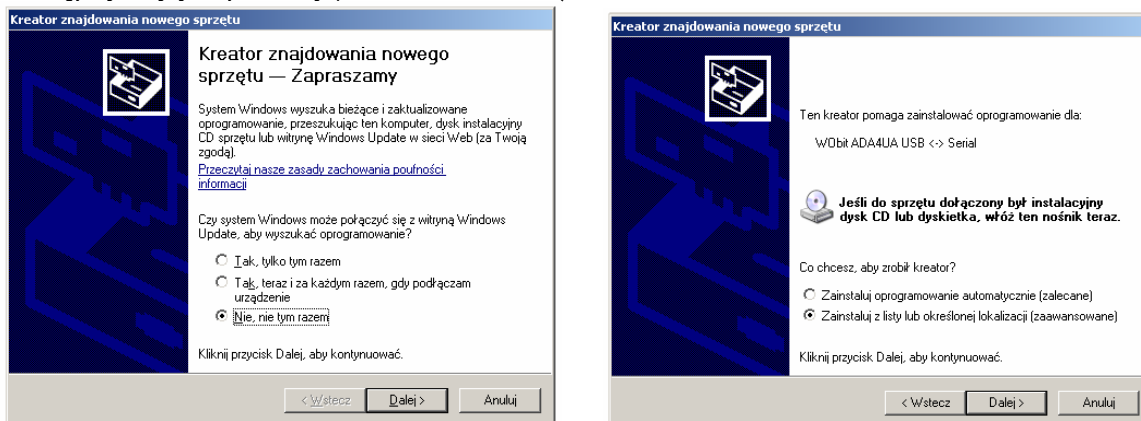 Kreator znajdowania nowego sprzętu
Kreator znajdowania nowego
sprzętu — Zapraszamy
System Windows wyszuka bieżące i zaktualizowane
oprogramowanie, przeszukując ten komputer, dysk instalacyjny
CD sprzętu lub witrynę Windows Update w sieci Web (za Twoją
zgodą).
Przeczytaj nasze zasady zachowania poufności
informacji
Czy system Windows może połączyć się z witryną Windows
Update, aby wyszukać oprogramowanie?
Tak, tylko tym razem
Tak, teraz i za każdym razem, gdy podłączam
urządzenie
Nie, nie tym razem
Kliknij przycisk Dalej, aby kontynuować.
< Wstecz
Dalej >
Anuluj
Kreator znajdowania nowego sprzętu
Ten kreator pomaga zainstalować oprogramowanie dla:
WObit ADA4UA USB <-> Serial
Jeśli do sprzętu dołączony był instalacyjny
dysk CD lub dyskietka, włóż ten nośnik teraz.
Co chcesz, aby zrobił kreator?
Zainstaluj oprogramowanie automatycznie (zalecane)
Zainstaluj z listy lub określonej lokalizacji (zaawansowane)
Kliknij przycisk Dalej, aby kontynuować.
< Wstecz
Dalej >
Anuluj